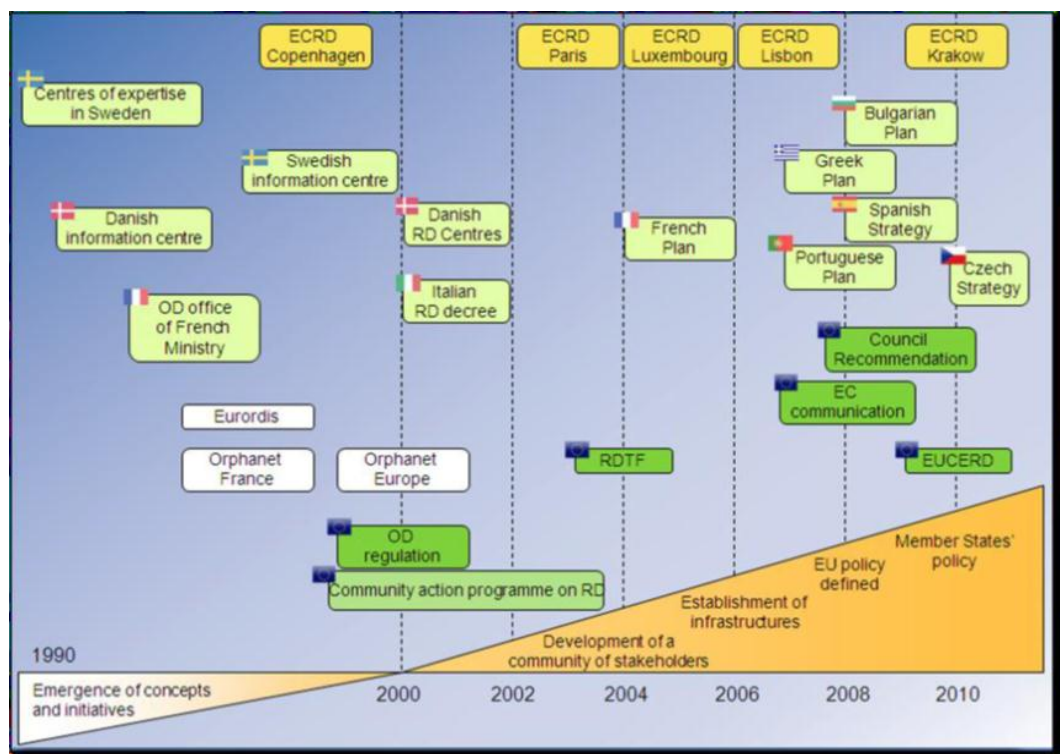 ECRD
Copenhagen
ECRD
Paris
ECRD
Luxembourg
ECRD
Lisbon
ECRD
Krakow
Centres of expertise
in Sweden
Bulgarian
Plan
Swedish
information centre
Greek
Plan
Danish
information centre
Danish
RD Centres
French
Plan
Spanish
Strategy
Portuguese
Plan
Czech
Strategy
OD office
of French
Ministry
Italian
RD decree
Council
Recommendation
EC
communication
Eurordis
Orphanet
France
Orphanet
Europe
RDTF
EUCERD
OD
regulation
Community action programme on RD
Member States'
policy
EU policy
defined
Establishment of
infrastructures
Development of a
community of stakeholders
1990
Emergence of concepts
and initiatives
2000
2002
2004
2006
2008
2010